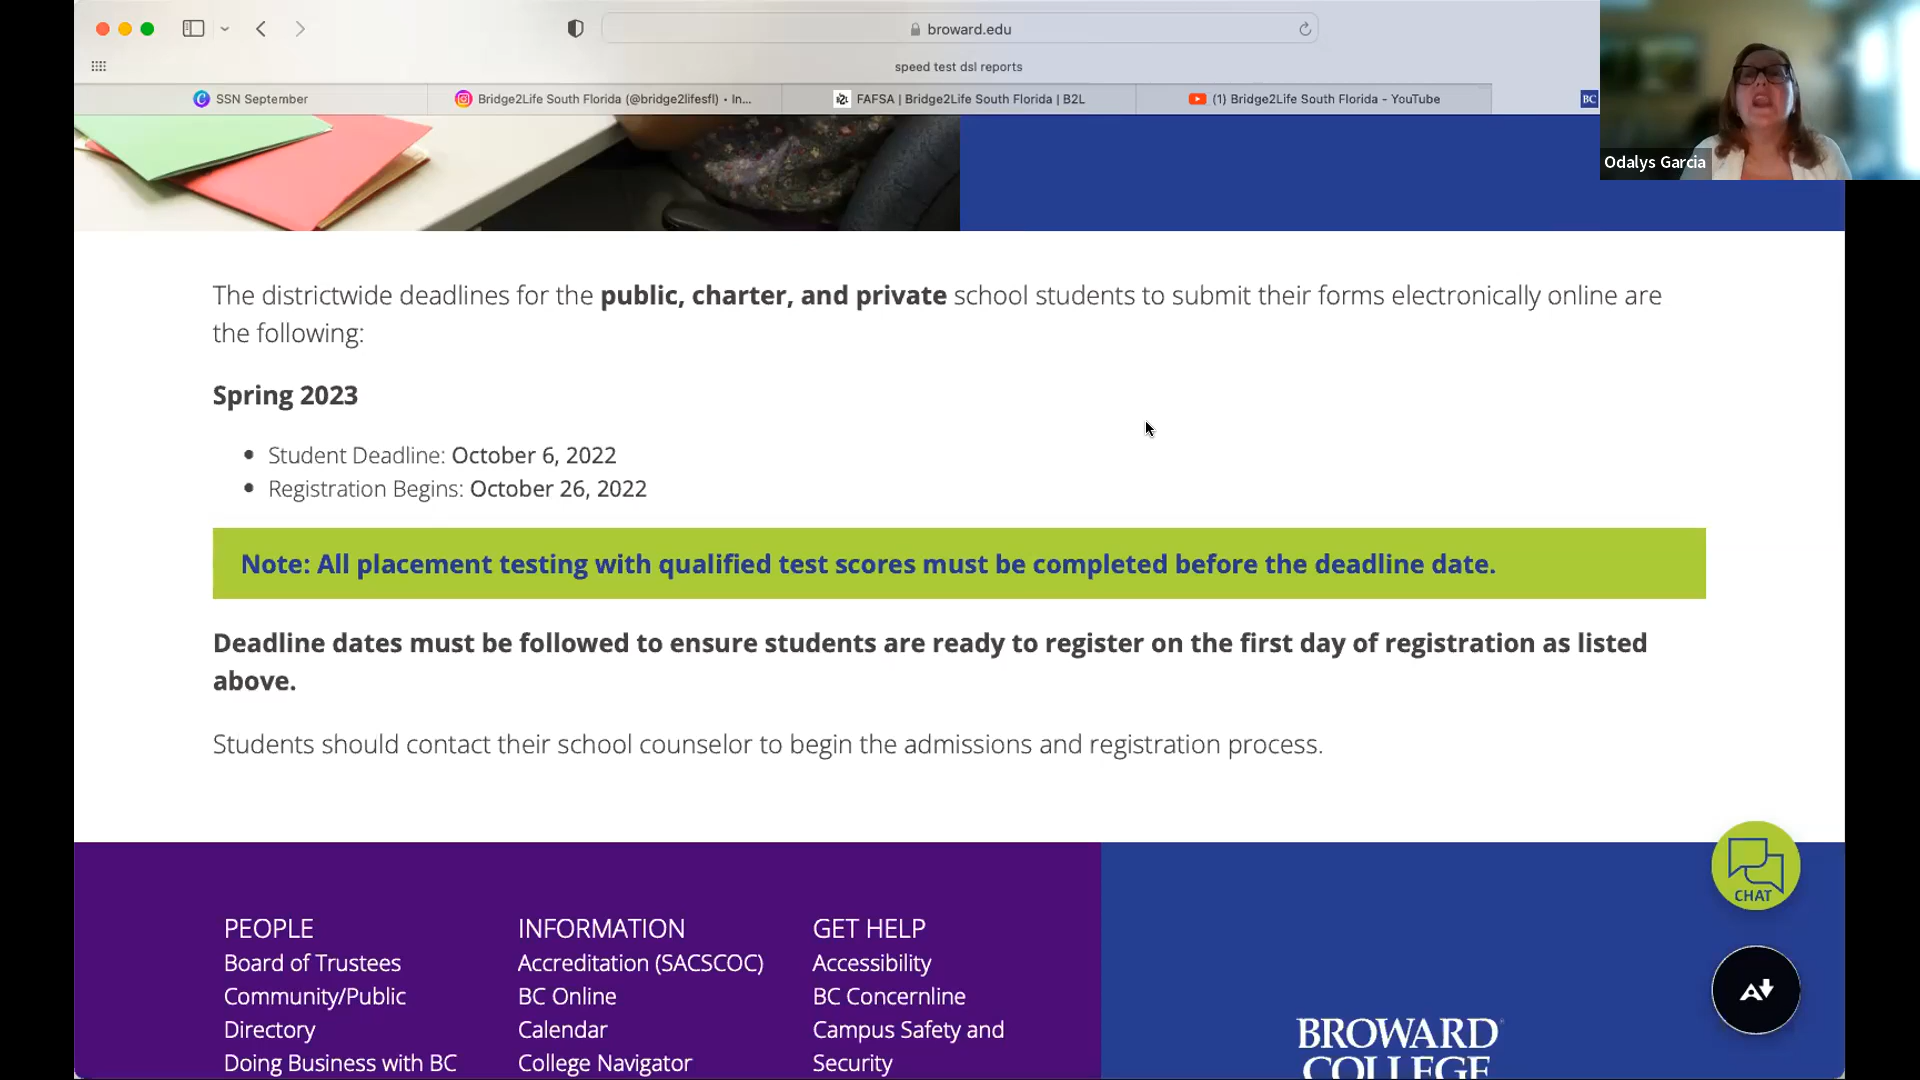 broward.edu
speed test dsl reports
SSN September
Bridge2Life South Florida (@bridge2lifesfl) • In...
FAFSA | Bridge2Life South Florida | B2L
(1) Bridge2Life South Florida - YouTube
BC
Odalys Garcia
The districtwide deadlines for the public, charter, and private school students to submit their forms electronically online are
the following:
Spring 2023
• Student Deadline: October 6, 2022
• Registration Begins: October 26, 2022
Note: All placement testing with qualified test scores must be completed before the deadline date.
Deadline dates must be followed to ensure students are ready to register on the first day of registration as listed
above.
Students should contact their school counselor to begin the admissions and registration process.
CHAT
PEOPLE
Board of Trustees
Community/Public
Directory
Doing Business with BC
INFORMATION
Accreditation (SACSCOC)
BC Online
Calendar
College Navigator
GET HELP
Accessibility
BC Concernline
Campus Safety and
Security
A
BROWARD
COLLEGE